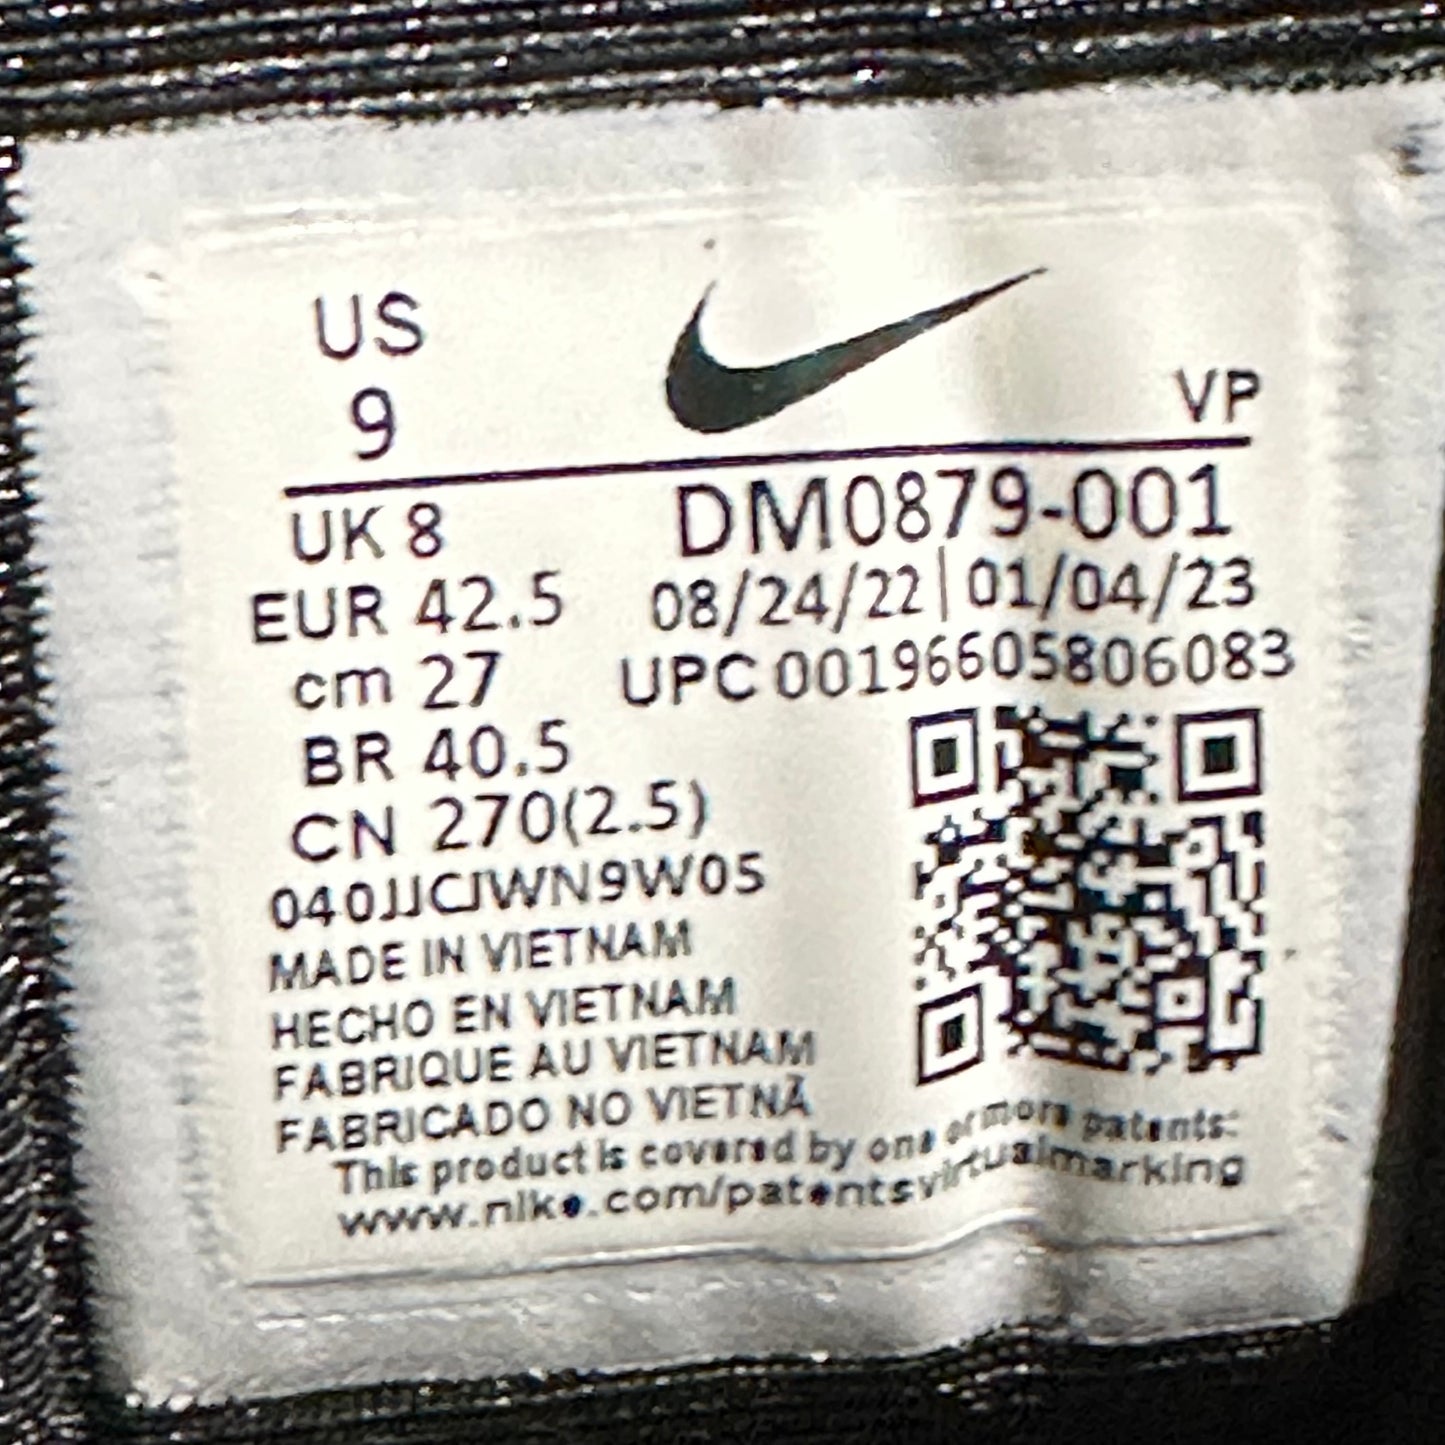 US
9
VP
UK 8
DM0879-001
EUR 42.5
08/24/22|01/04/23
cm 27
UPC 00196605806083
BR 40.5
CN 270(2.5)
040JJCJWN9W05
MADE IN VIETNAM
HECHO EN VIETNAM
FABRIQUE AU VIETNAM
FABRICADO NO VIETNÃ
This product is covered by one or more patents:
www.nike.com/patentsvirtualmarking